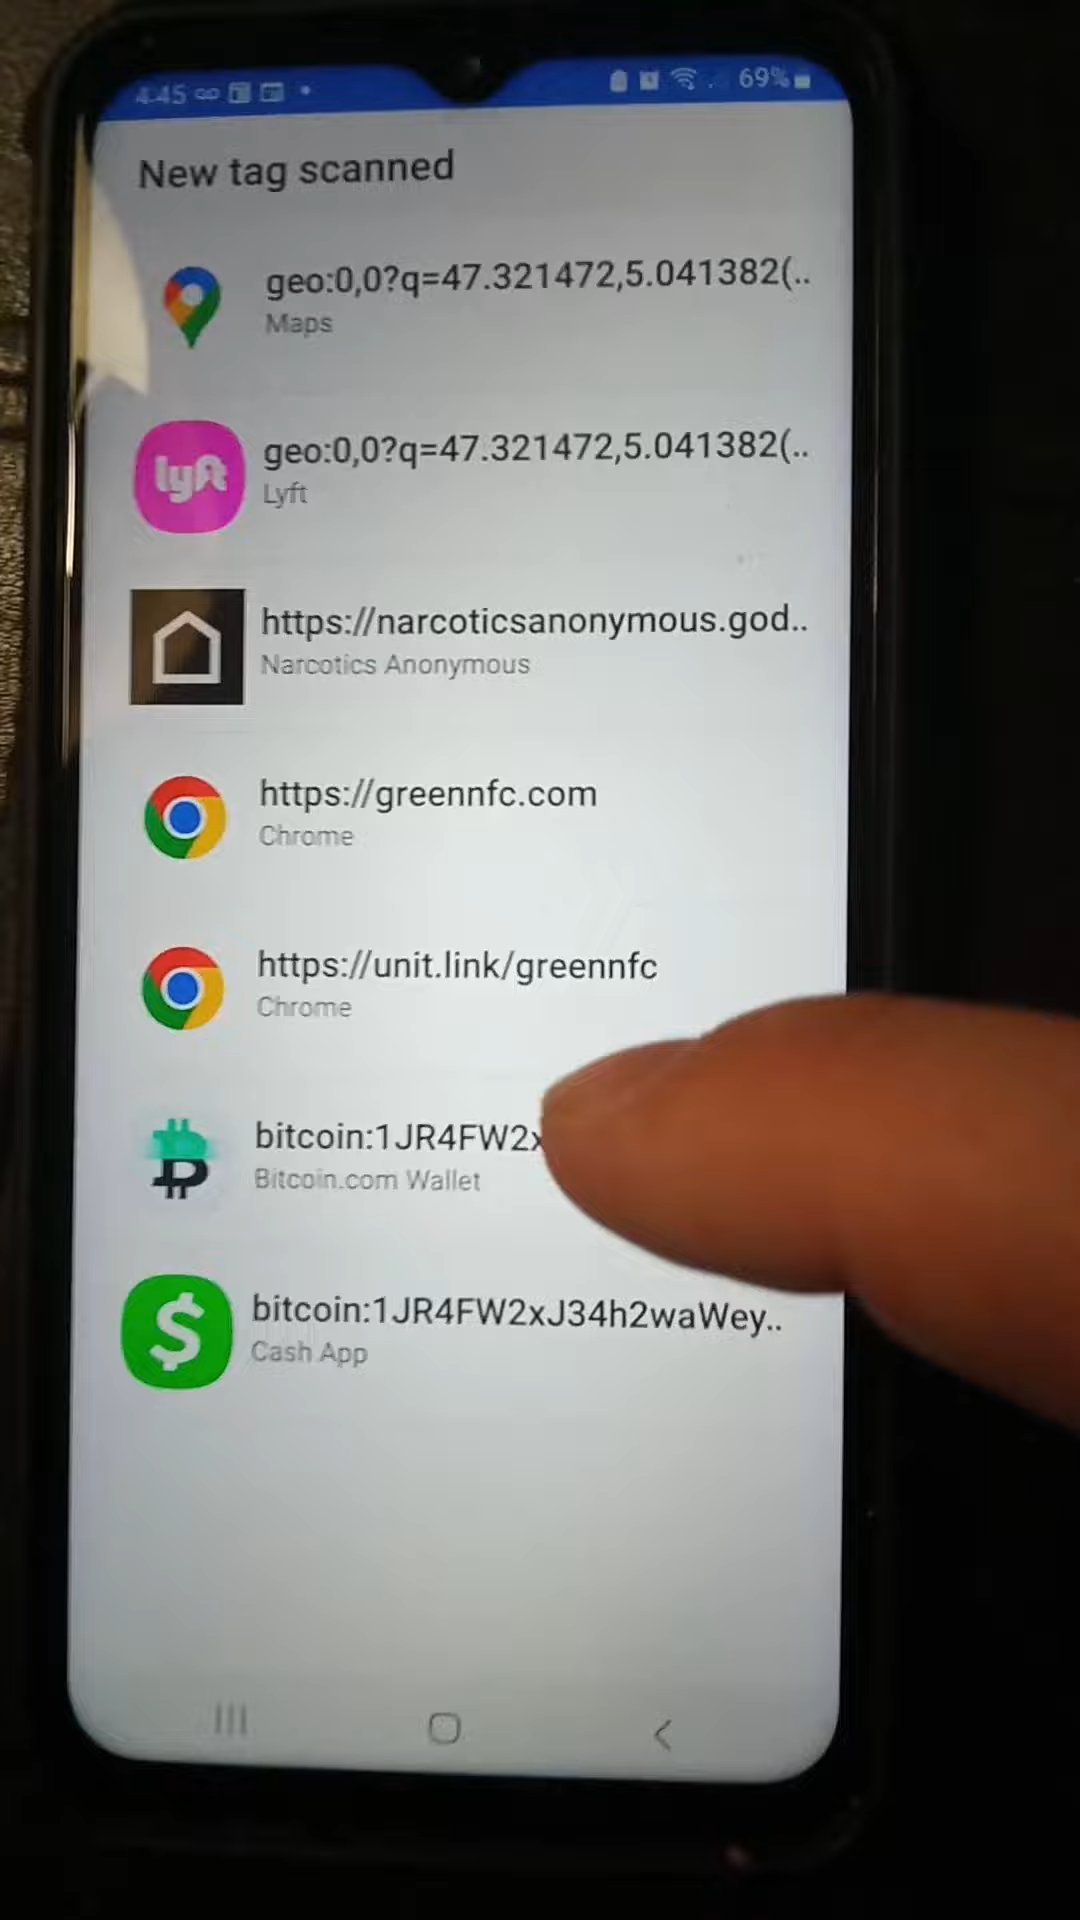 4:45 69%
New tag scanned
geo:0,0?q=47.321472,5.041382(..
Maps
lyft
geo:0,0?q=47.321472,5.041382(..
Lyft
https://narcoticsanonymous.god..
Narcotics Anonymous
https://greennfc.com
Chrome
https://unit.link/greennfc
Chrome
bitcoin:1JR4FW2x
Bitcoin.com Wallet
$
bitcoin:1JR4FW2xJ34h2waWey..
Cash App